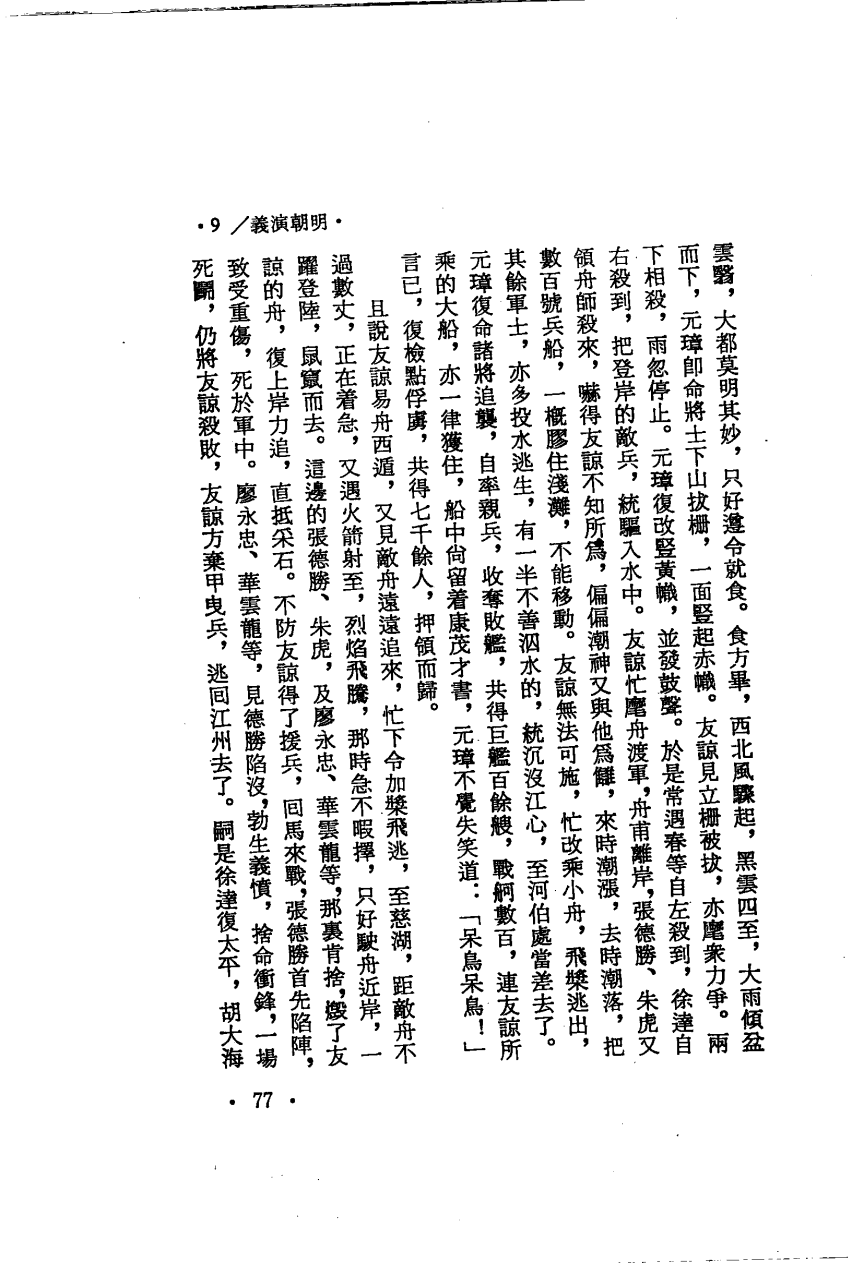 •9／義演朝明•
雲翳，大都莫明其妙，只好遵令就食。食方畢，西北風驟起，黑雲四至，大雨傾盆
而下，元璋卽命將士下山拔柵，一面豎起赤幟。友諒見立柵被拔，亦麾衆力爭。兩
下相殺，雨忽停止。元璋復改豎黃幟，並發鼓聲。於是常遇春等自左殺到，徐達自
右殺到，把登岸的敵兵，統驅入水中。友諒忙麾舟渡軍，舟甫離岸，張德勝、朱虎又
領舟師殺來，嚇得友諒不知所爲，偏偏潮神又與他爲讎，來時潮漲，去時潮落，把
數百號兵船，一概膠住淺灘，不能移動。友諒無法可施，忙改乘小舟，飛槳逃出，
其餘軍士，亦多投水逃生，有一半不善泅水的，統沉沒江心，至河伯處當差去了。
元璋復命諸將追襲，自率親兵，收奪敗艦，共得巨艦百餘艘，戰舸數百，連友諒所
乘的大船，亦一律獲住，船中尙留着康茂才書，元璋不覺失笑道：「呆鳥呆鳥！」
言已，復檢點俘虜，共得七千餘人，押領而歸。
且說友諒易舟西遁，又見敵舟遠遠追來，忙下令加槳飛逃，至慈湖，距敵舟不
過數丈，正在着急，又遇火箭射至，烈焰飛騰，那時急不暇擇，只好駛舟近岸，一
躍登陸，鼠竄而去。這邊的張德勝、朱虎，及廖永忠、華雲龍等，那裏肯捨，燬了友
諒的舟，復上岸力追，直抵采石。不防友諒得了援兵，回馬來戰，張德勝首先陷陣，
致受重傷，死於軍中。廖永忠、華雲龍等，見德勝陷沒，勃生義憤，捨命衝鋒，一場
死鬭，仍將友諒殺敗，友諒方棄甲曳兵，逃回江州去了。嗣是徐達復太平，胡大海
•77•